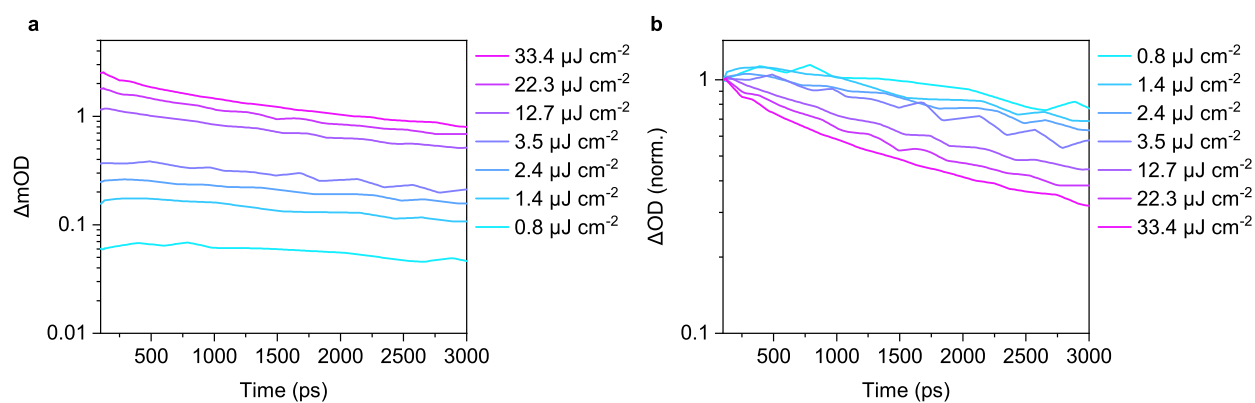 a
ΔmOD
1
0.1
0.01
500
1000
1500
2000
2500
3000
Time (ps)
33.4 µJ cm-2
22.3 µJ cm-2
12.7 µJ cm-2
3.5 µJ cm-2
2.4 µJ cm-2
1.4 µJ cm-2
0.8 µJ cm-2
b
ΔOD (norm.)
1
0.1
500
1000
1500
2000
2500
3000
Time (ps)
0.8 µJ cm-2
1.4 µJ cm-2
2.4 µJ cm-2
3.5 µJ cm-2
12.7 µJ cm-2
22.3 µJ cm-2
33.4 µJ cm-2